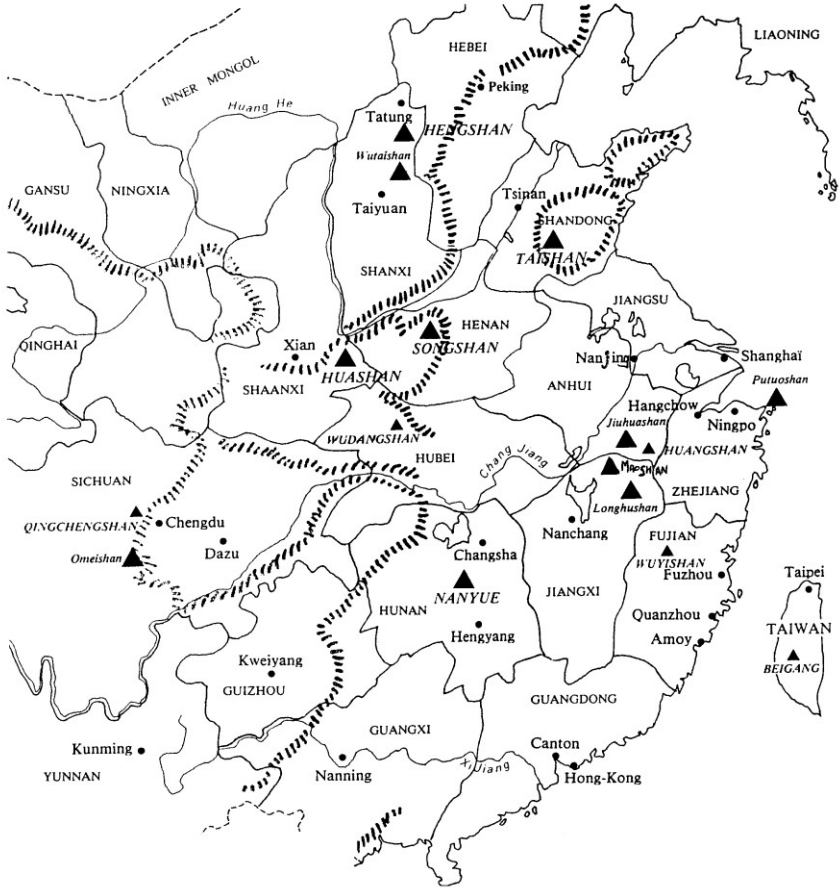 LIAONING
HEBEI
INNER MONGOL
Peking
Huang He
Tatung
HENGSHAN
Wutaishan
GANSU
NINGXIA
Taiyuan
Tsinan
SHANDONG
TAISHAN
SHANXI
JIANGSU
HENAN
QINGHAI
Xian
SONGSHAN
Nanjing
Shanghaï
HUASHAN
SHAANXI
ANHUI
Putuoshan
Hangchow
Ningpo
Jiuhuashan
WUDANGSHAN
HUANGSHAN
HUBEI
Chang Jiang
MAOSHAN
SICHUAN
ZHEJIANG
QINGCHENGSHAN
Longhushan
Chengdu
Nanchang
Dazu
Changsha
FUJIAN
Omeishan
WUYISHAN
Fuzhou
Taipei
HUNAN
NANYUE
JIANGXI
Quanzhou
TAIWAN
Hengyang
Amoy
BEIGANG
Kweiyang
GUIZHOU
GUANGDONG
GUANGXI
Kunming
Canton
YUNNAN
Nanning
Xi Jiang
Hong-Kong